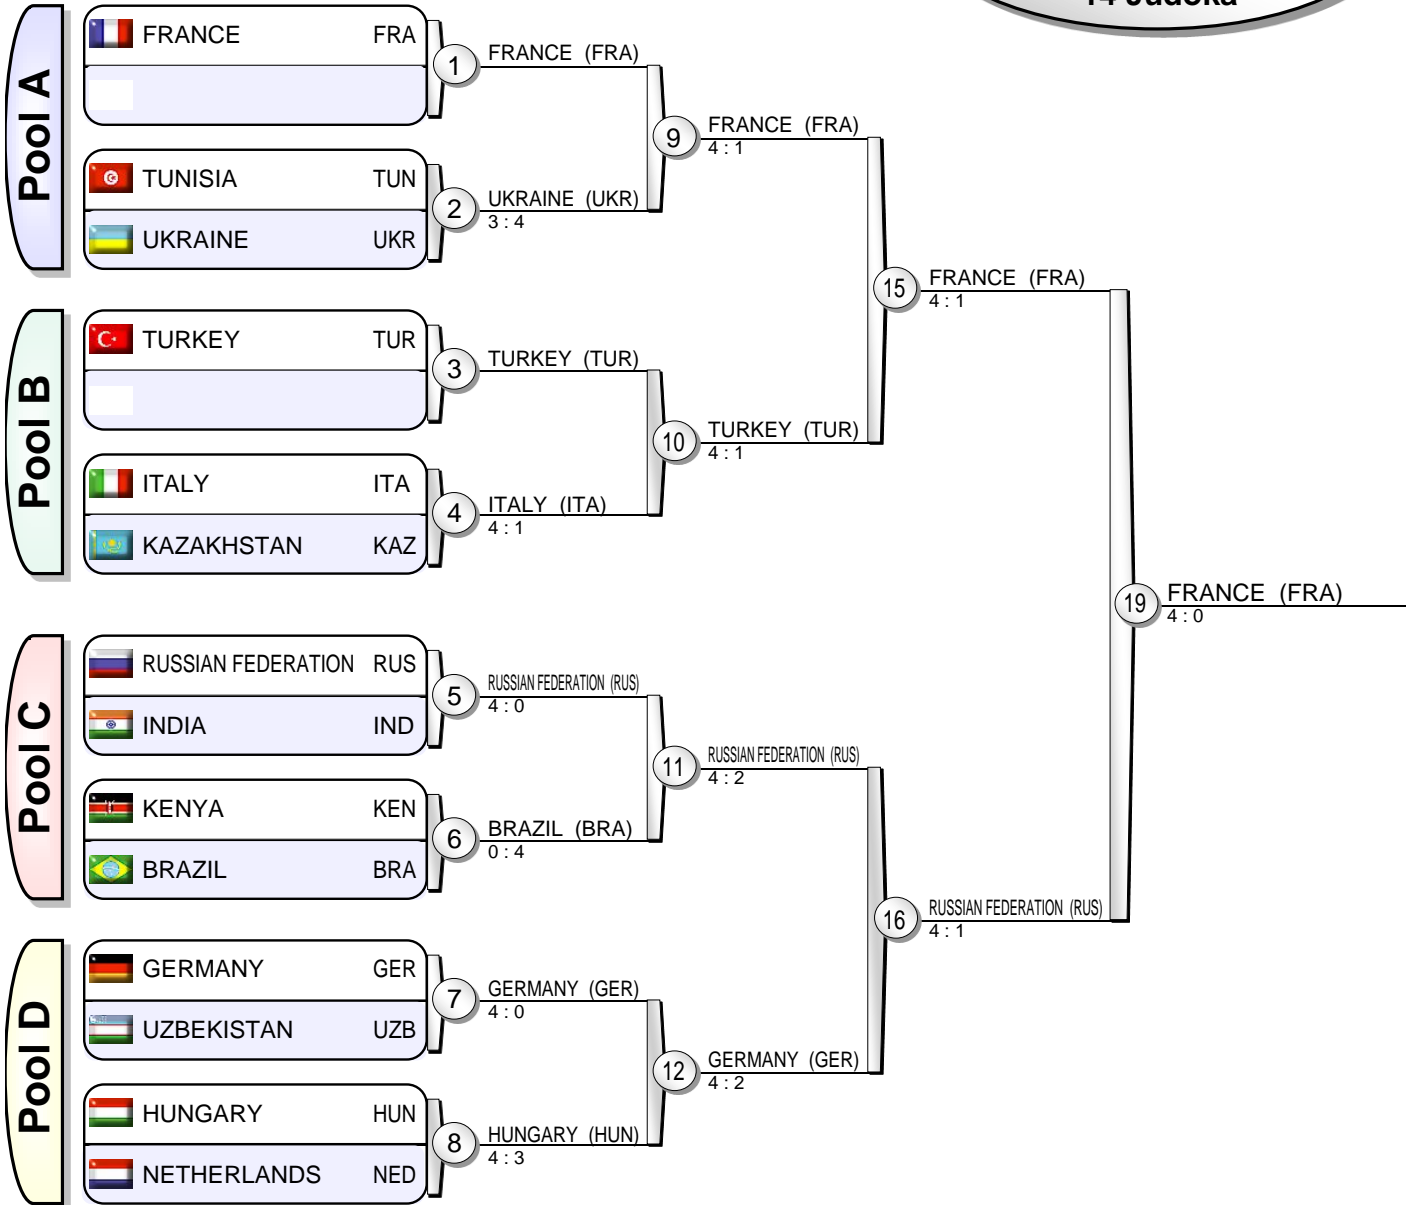 14 Judoka
Pool A
FRANCE FRA
1
FRANCE (FRA)
TUNISIA TUN
UKRAINE UKR
2
UKRAINE (UKR)
3 : 4
9
FRANCE (FRA)
4 : 1
Pool B
TURKEY TUR
3
TURKEY (TUR)
ITALY ITA
KAZAKHSTAN KAZ
4
ITALY (ITA)
4 : 1
10
TURKEY (TUR)
4 : 1
15
FRANCE (FRA)
4 : 1
Pool C
RUSSIAN FEDERATION RUS
INDIA IND
5
RUSSIAN FEDERATION (RUS)
4 : 0
KENYA KEN
BRAZIL BRA
6
BRAZIL (BRA)
0 : 4
11
RUSSIAN FEDERATION (RUS)
4 : 2
Pool D
GERMANY GER
UZBEKISTAN UZB
7
GERMANY (GER)
4 : 0
HUNGARY HUN
NETHERLANDS NED
8
HUNGARY (HUN)
4 : 3
12
GERMANY (GER)
4 : 2
16
RUSSIAN FEDERATION (RUS)
4 : 1
19
FRANCE (FRA)
4 : 0